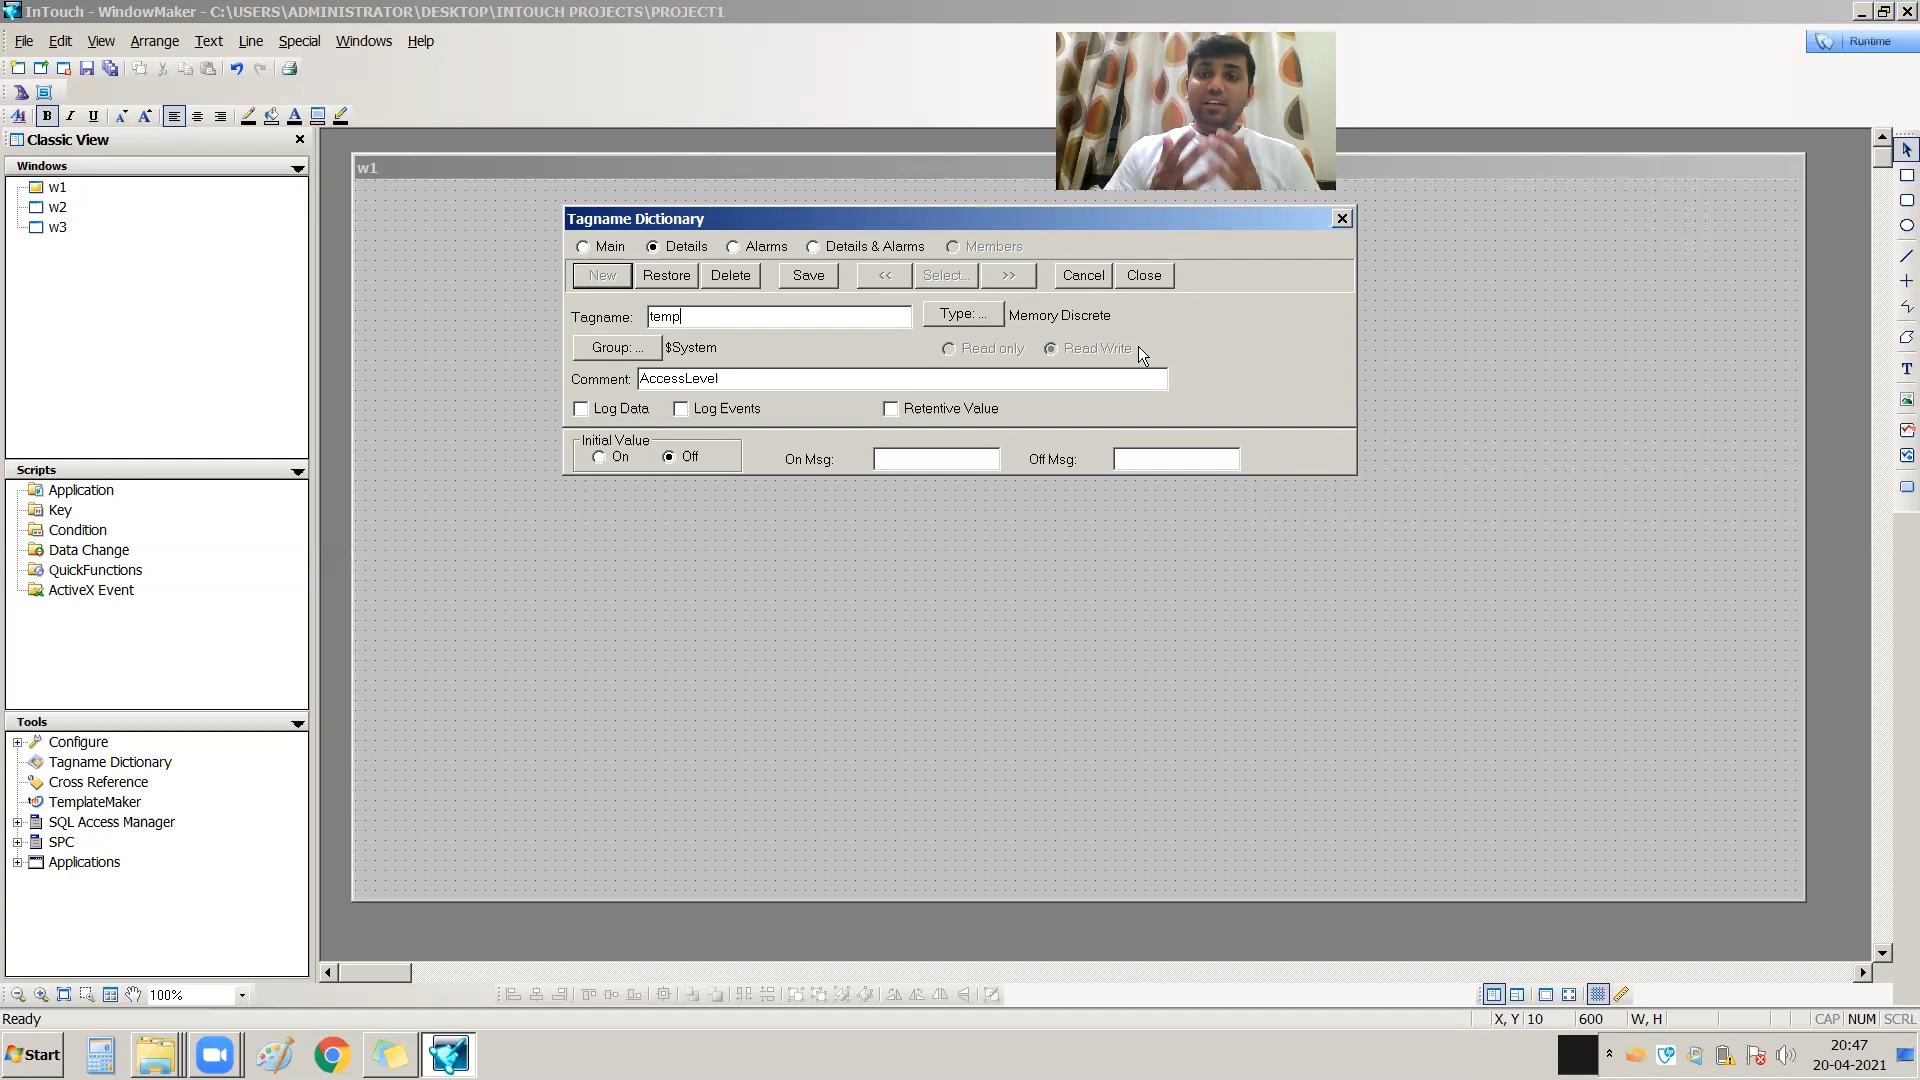 InTouch - WindowMaker - C:\USERS\ADMINISTRATOR\DESKTOP\INTOUCH PROJECTS\PROJECT1
File Edit View Arrange Text Line Special Windows Help
Runtime
B I U
Classic View
Windows
w1
w2
w3
w1
Tagname Dictionary
Main Details Alarms Details & Alarms Members
New Restore Delete Save << Select... >> Cancel Close
Tagname: temp Type: ... Memory Discrete
Group: ... $System Read only Read Write
Comment: AccessLevel
Log Data Log Events Retentive Value
Initial Value
On Off On Msg: Off Msg:
Scripts
Application
Key
Condition
Data Change
QuickFunctions
ActiveX Event
Tools
Configure
Tagname Dictionary
Cross Reference
TemplateMaker
SQL Access Manager
SPC
Applications
100%
Ready
X, Y 10 600 W, H CAP NUM SCRL
Start
20:47
20-04-2021